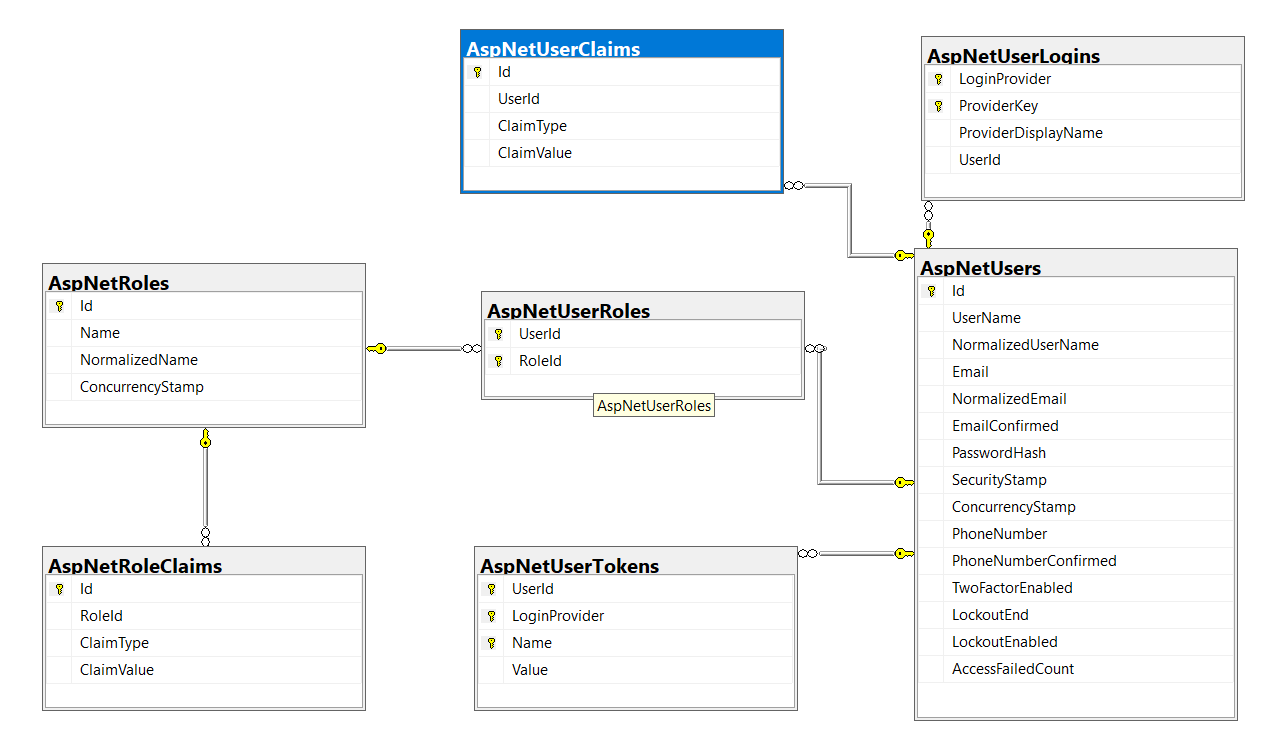 AspNetUserClaims
Id
UserId
ClaimType
ClaimValue
AspNetUserLogins
LoginProvider
ProviderKey
ProviderDisplayName
UserId
AspNetRoles
Id
Name
NormalizedName
ConcurrencyStamp
AspNetUserRoles
UserId
RoleId
AspNetUserRoles
AspNetUsers
Id
UserName
NormalizedUserName
Email
NormalizedEmail
EmailConfirmed
PasswordHash
SecurityStamp
ConcurrencyStamp
PhoneNumber
PhoneNumberConfirmed
TwoFactorEnabled
LockoutEnd
LockoutEnabled
AccessFailedCount
AspNetRoleClaims
Id
RoleId
ClaimType
ClaimValue
AspNetUserTokens
UserId
LoginProvider
Name
Value